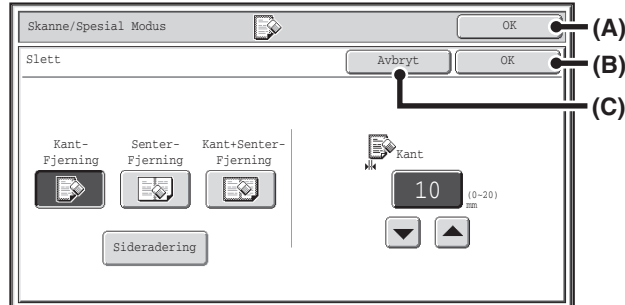 Skanne/Spesial Modus
OK
(A)
Slett
Avbryt
OK
(B)
(C)
Kant-
Fjerning
Senter-
Fjerning
Kant+Senter-
Fjerning
Kant
10
(0~20)
mm
Sideradering